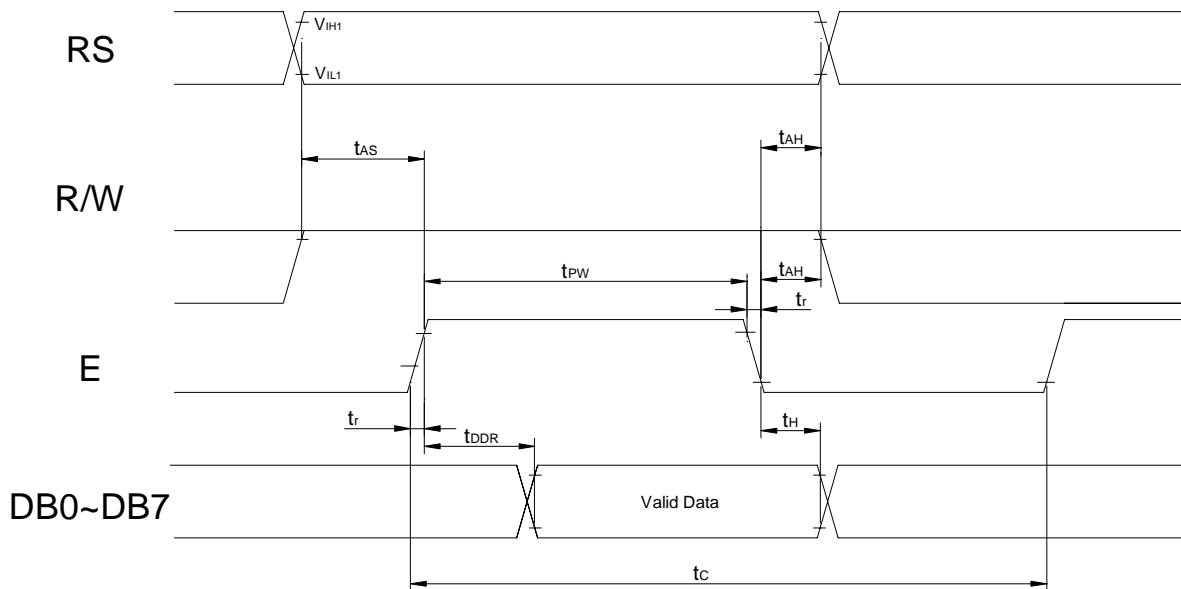 RS
VIH1
VIL1
tAS
tAH
R/W
tPW
tAH
tr
E
tr
tDDR
tH
DB0~DB7
Valid Data
tC